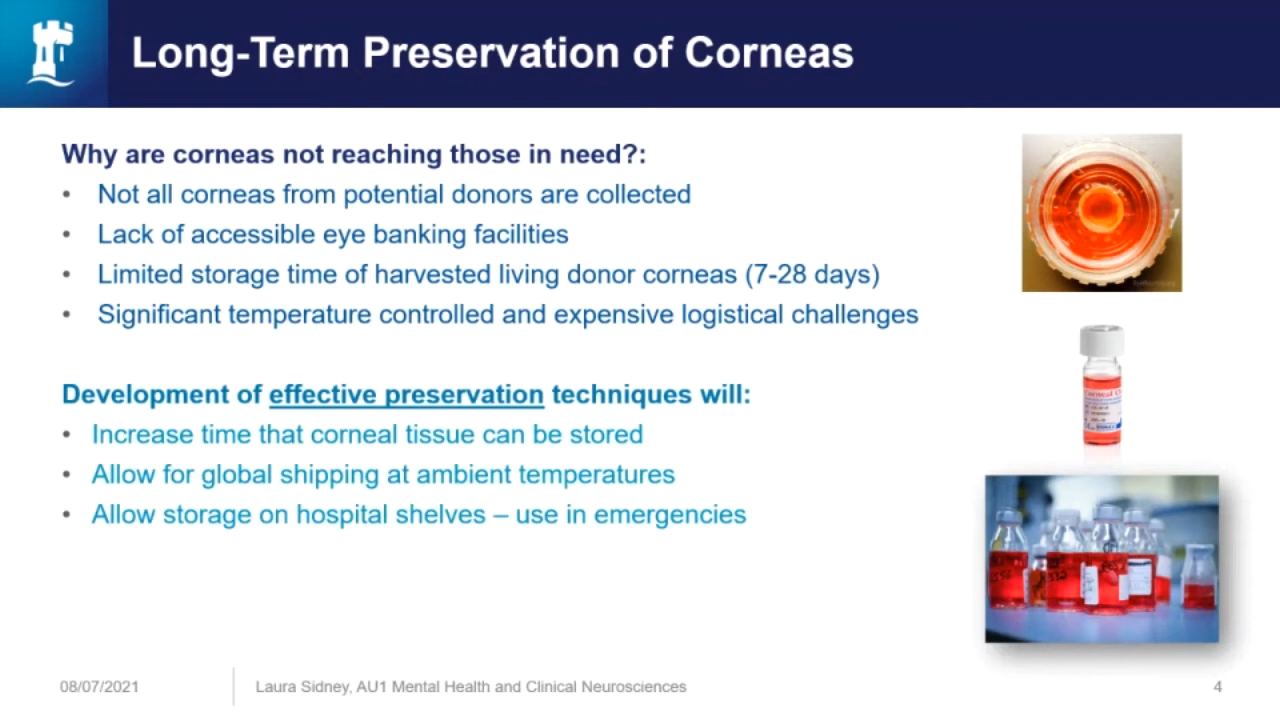 Long-Term Preservation of Corneas
Why are corneas not reaching those in need?:
• Not all corneas from potential donors are collected
• Lack of accessible eye banking facilities
• Limited storage time of harvested living donor corneas (7-28 days)
• Significant temperature controlled and expensive logistical challenges
Development of effective preservation techniques will:
• Increase time that corneal tissue can be stored
• Allow for global shipping at ambient temperatures
• Allow storage on hospital shelves – use in emergencies
08/07/2021
Laura Sidney, AU1 Mental Health and Clinical Neurosciences
4